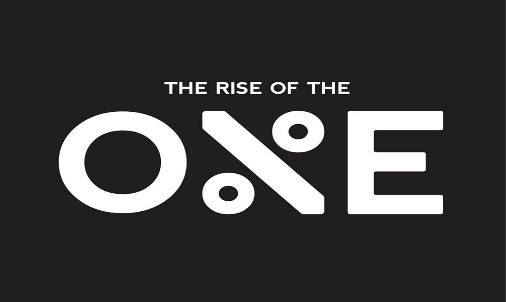 THE RISE OF THE
ONE